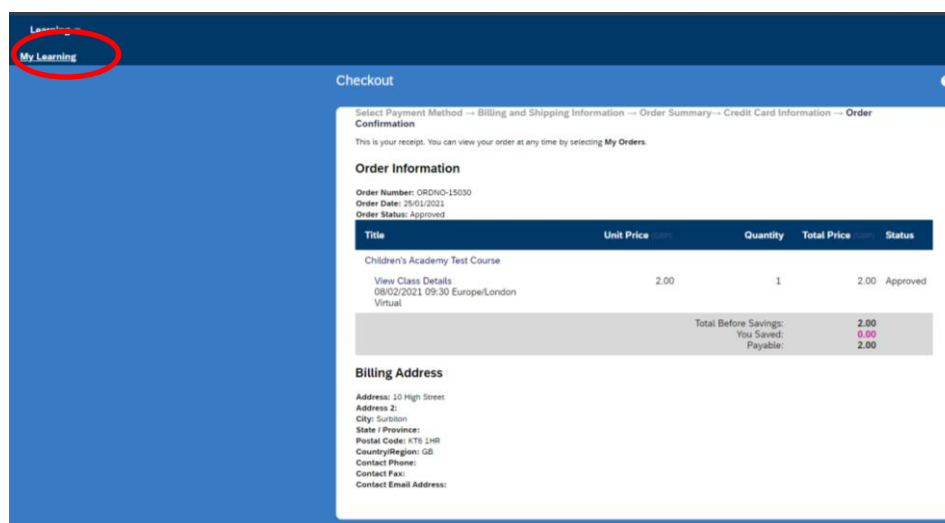 Learning
My Learning
Checkout
Select Payment Method → Billing and Shipping Information → Order Summary → Credit Card Information → Order
Confirmation
This is your receipt. You can view your order at any time by selecting My Orders.
Order Information
Order Number: ORDNO-15030
Order Date: 25/01/2021
Order Status: Approved
Title Unit Price Quantity Total Price Status
Children's Academy Test Course
View Class Details 2.00 1 2.00 Approved
08/02/2021 09:30 Europe/London
Virtual
Total Before Savings: 2.00
You Saved: 0.00
Payable: 2.00
Billing Address
Address: 10 High Street
Address 2:
City: Surbiton
State / Province:
Postal Code: KT6 1HR
Country/Region: GB
Contact Phone:
Contact Fax:
Contact Email Address: